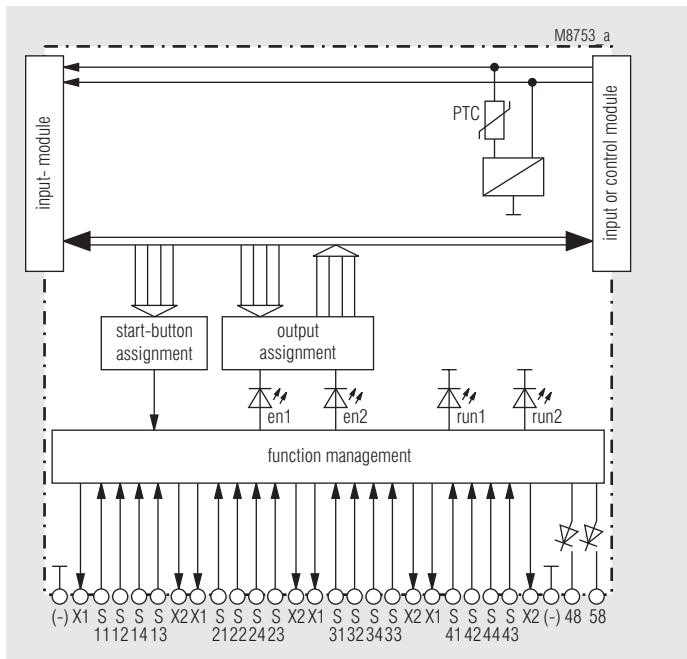 M8753_a
input- module
PTC
input or control module
start-button
assignment
output
assignment
en1
en2
run1
run2
function management
(-) X1 S S S S X2 X1 S S S S X2 X1 S S S S X2 X1 S S S S X2 (-) 48 58
11 12 14 13 21 22 24 23 31 32 34 33 41 42 44 43